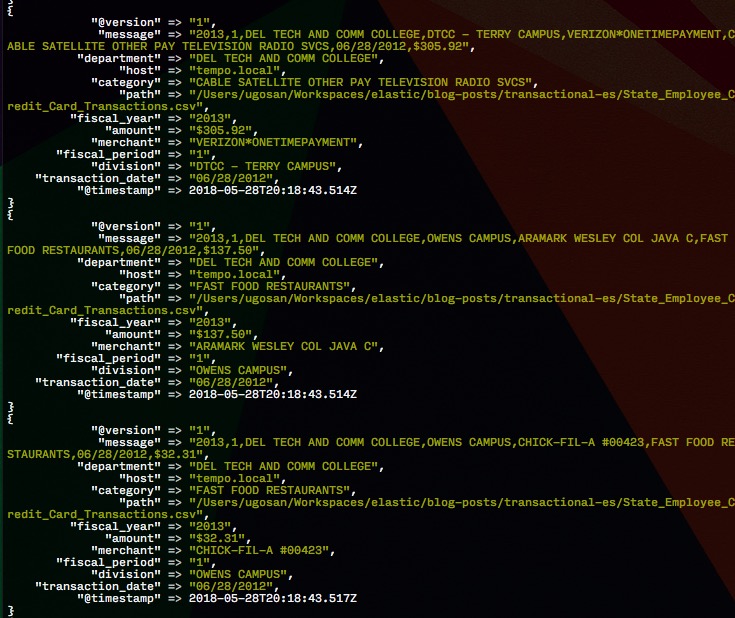 }
{
"@version" => "1",
"message" => "2013,1,DEL TECH AND COMM COLLEGE,DTCC - TERRY CAMPUS,VERIZON*ONETIMEPAYMENT,C
ABLE SATELLITE OTHER PAY TELEVISION RADIO SVCS,06/28/2012,$305.92",
"department" => "DEL TECH AND COMM COLLEGE",
"host" => "tempo.local",
"category" => "CABLE SATELLITE OTHER PAY TELEVISION RADIO SVCS",
"path" => "/Users/ugosan/Workspaces/elastic/blog-posts/transactional-es/State_Employee_C
redit_Card_Transactions.csv",
"fiscal_year" => "2013",
"amount" => "$305.92",
"merchant" => "VERIZON*ONETIMEPAYMENT",
"fiscal_period" => "1",
"division" => "DTCC - TERRY CAMPUS",
"transaction_date" => "06/28/2012",
"@timestamp" => 2018-05-28T20:18:43.514Z
}
{
"@version" => "1",
"message" => "2013,1,DEL TECH AND COMM COLLEGE,OWENS CAMPUS,ARAMARK WESLEY COL JAVA C,FAST
FOOD RESTAURANTS,06/28/2012,$137.50",
"department" => "DEL TECH AND COMM COLLEGE",
"host" => "tempo.local",
"category" => "FAST FOOD RESTAURANTS",
"path" => "/Users/ugosan/Workspaces/elastic/blog-posts/transactional-es/State_Employee_C
redit_Card_Transactions.csv",
"fiscal_year" => "2013",
"amount" => "$137.50",
"merchant" => "ARAMARK WESLEY COL JAVA C",
"fiscal_period" => "1",
"division" => "OWENS CAMPUS",
"transaction_date" => "06/28/2012",
"@timestamp" => 2018-05-28T20:18:43.514Z
}
{
"@version" => "1",
"message" => "2013,1,DEL TECH AND COMM COLLEGE,OWENS CAMPUS,CHICK-FIL-A #00423,FAST FOOD RE
STAURANTS,06/28/2012,$32.31",
"department" => "DEL TECH AND COMM COLLEGE",
"host" => "tempo.local",
"category" => "FAST FOOD RESTAURANTS",
"path" => "/Users/ugosan/Workspaces/elastic/blog-posts/transactional-es/State_Employee_C
redit_Card_Transactions.csv",
"fiscal_year" => "2013",
"amount" => "$32.31",
"merchant" => "CHICK-FIL-A #00423",
"fiscal_period" => "1",
"division" => "OWENS CAMPUS",
"transaction_date" => "06/28/2012",
"@timestamp" => 2018-05-28T20:18:43.517Z
}